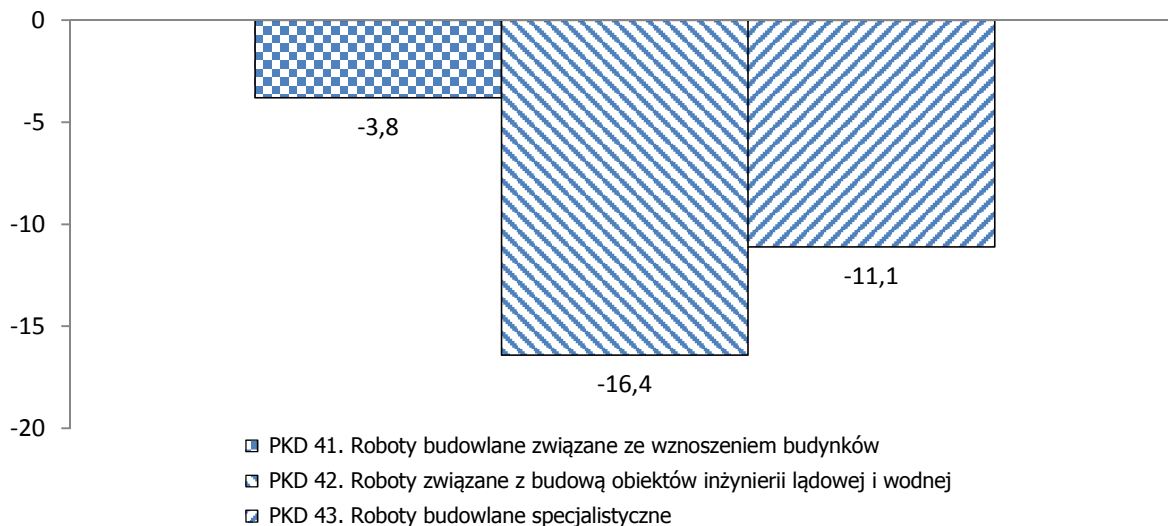 0
-5
-10
-15
-20
-3,8
-16,4
-11,1
PKD 41. Roboty budowlane związane ze wznoszeniem budynków
PKD 42. Roboty związane z budową obiektów inżynierii lądowej i wodnej
PKD 43. Roboty budowlane specjalistyczne